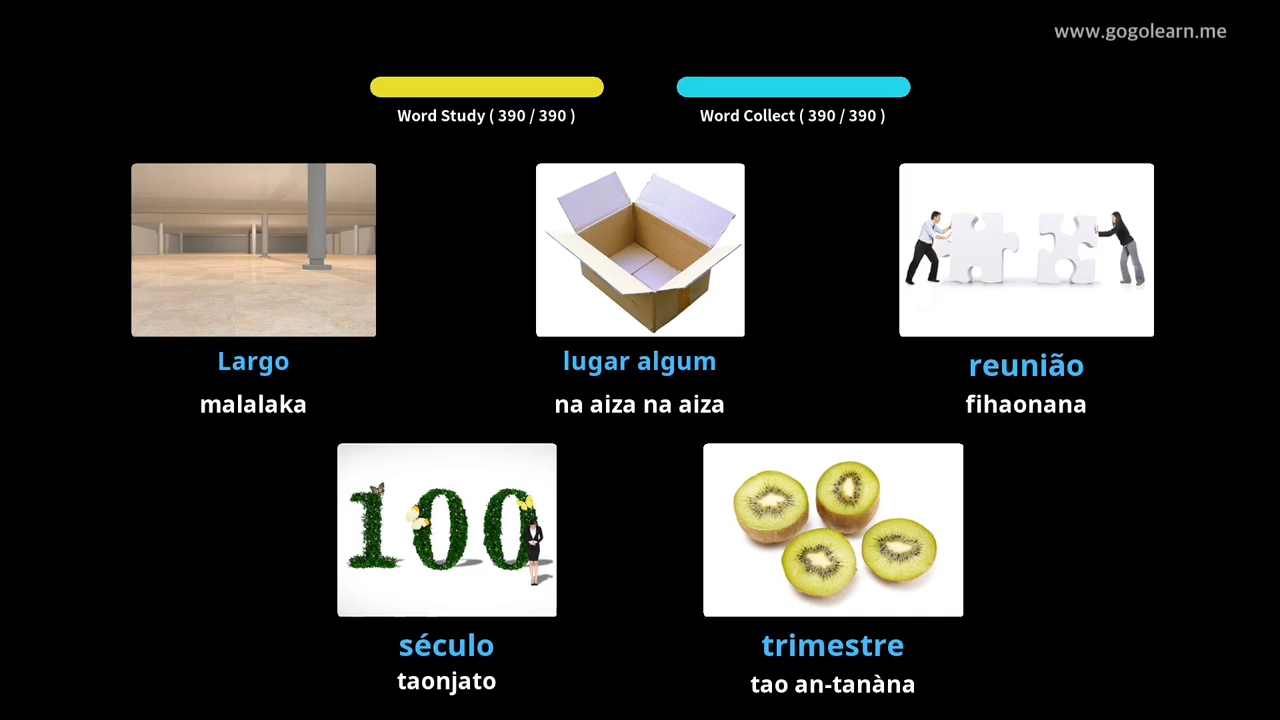 www.gogolearn.me
Word Study ( 390 / 390 )
Word Collect ( 390 / 390 )
Largo
malalaka
lugar algum
na aiza na aiza
reunião
fihaonana
100
século
taonjato
trimestre
tao an-tanàna